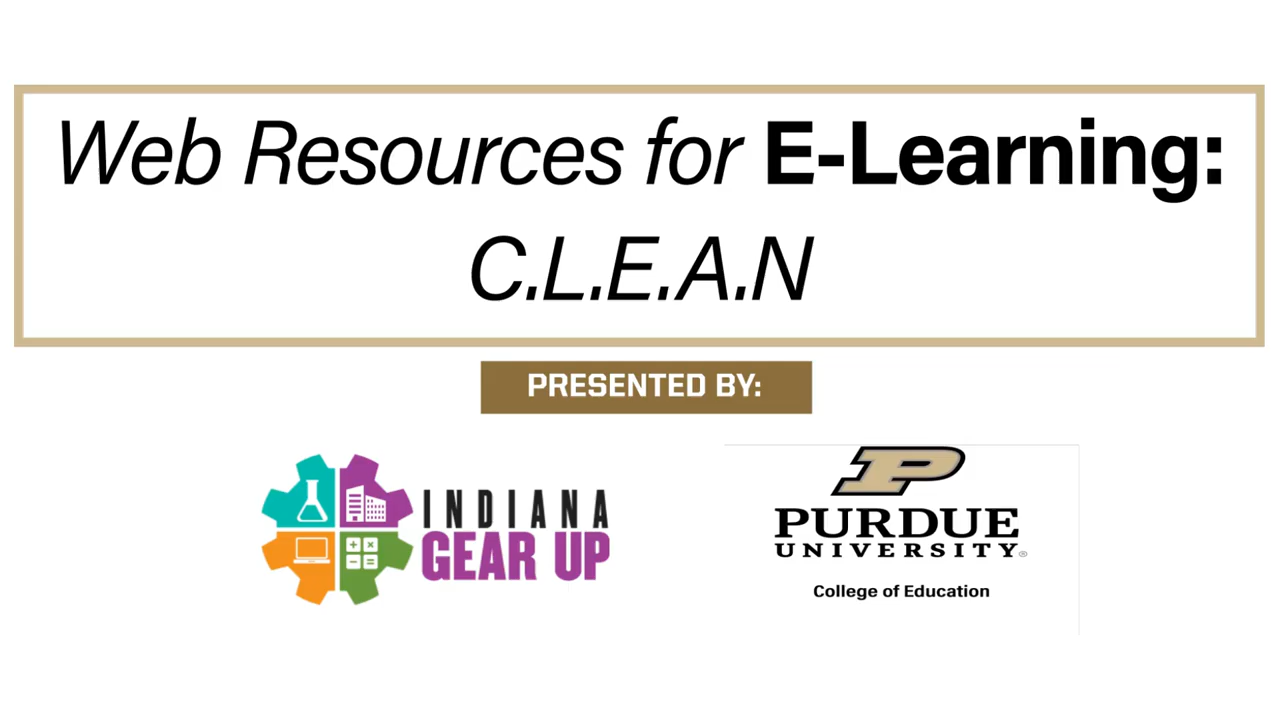 Web Resources for E-Learning:
C.L.E.A.N
PRESENTED BY:
INDIANA
GEAR UP
P
PURDUE
UNIVERSITY®
College of Education